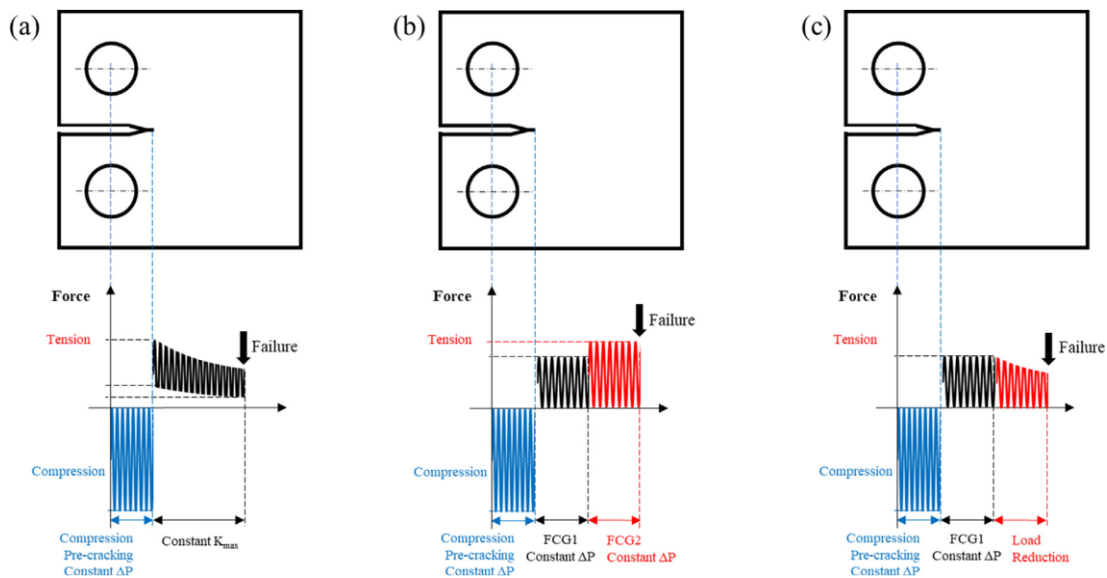 (a)
Force
Tension
Failure
Compression
Compression
Pre-cracking
Constant ΔP
Constant Kmax
(b)
Force
Tension
Failure
Compression
Compression
Pre-cracking
Constant ΔP
FCG1
Constant ΔP
FCG2
Constant ΔP
(c)
Force
Tension
Failure
Compression
Compression
Pre-cracking
Constant ΔP
FCG1
Constant ΔP
Load
Reduction